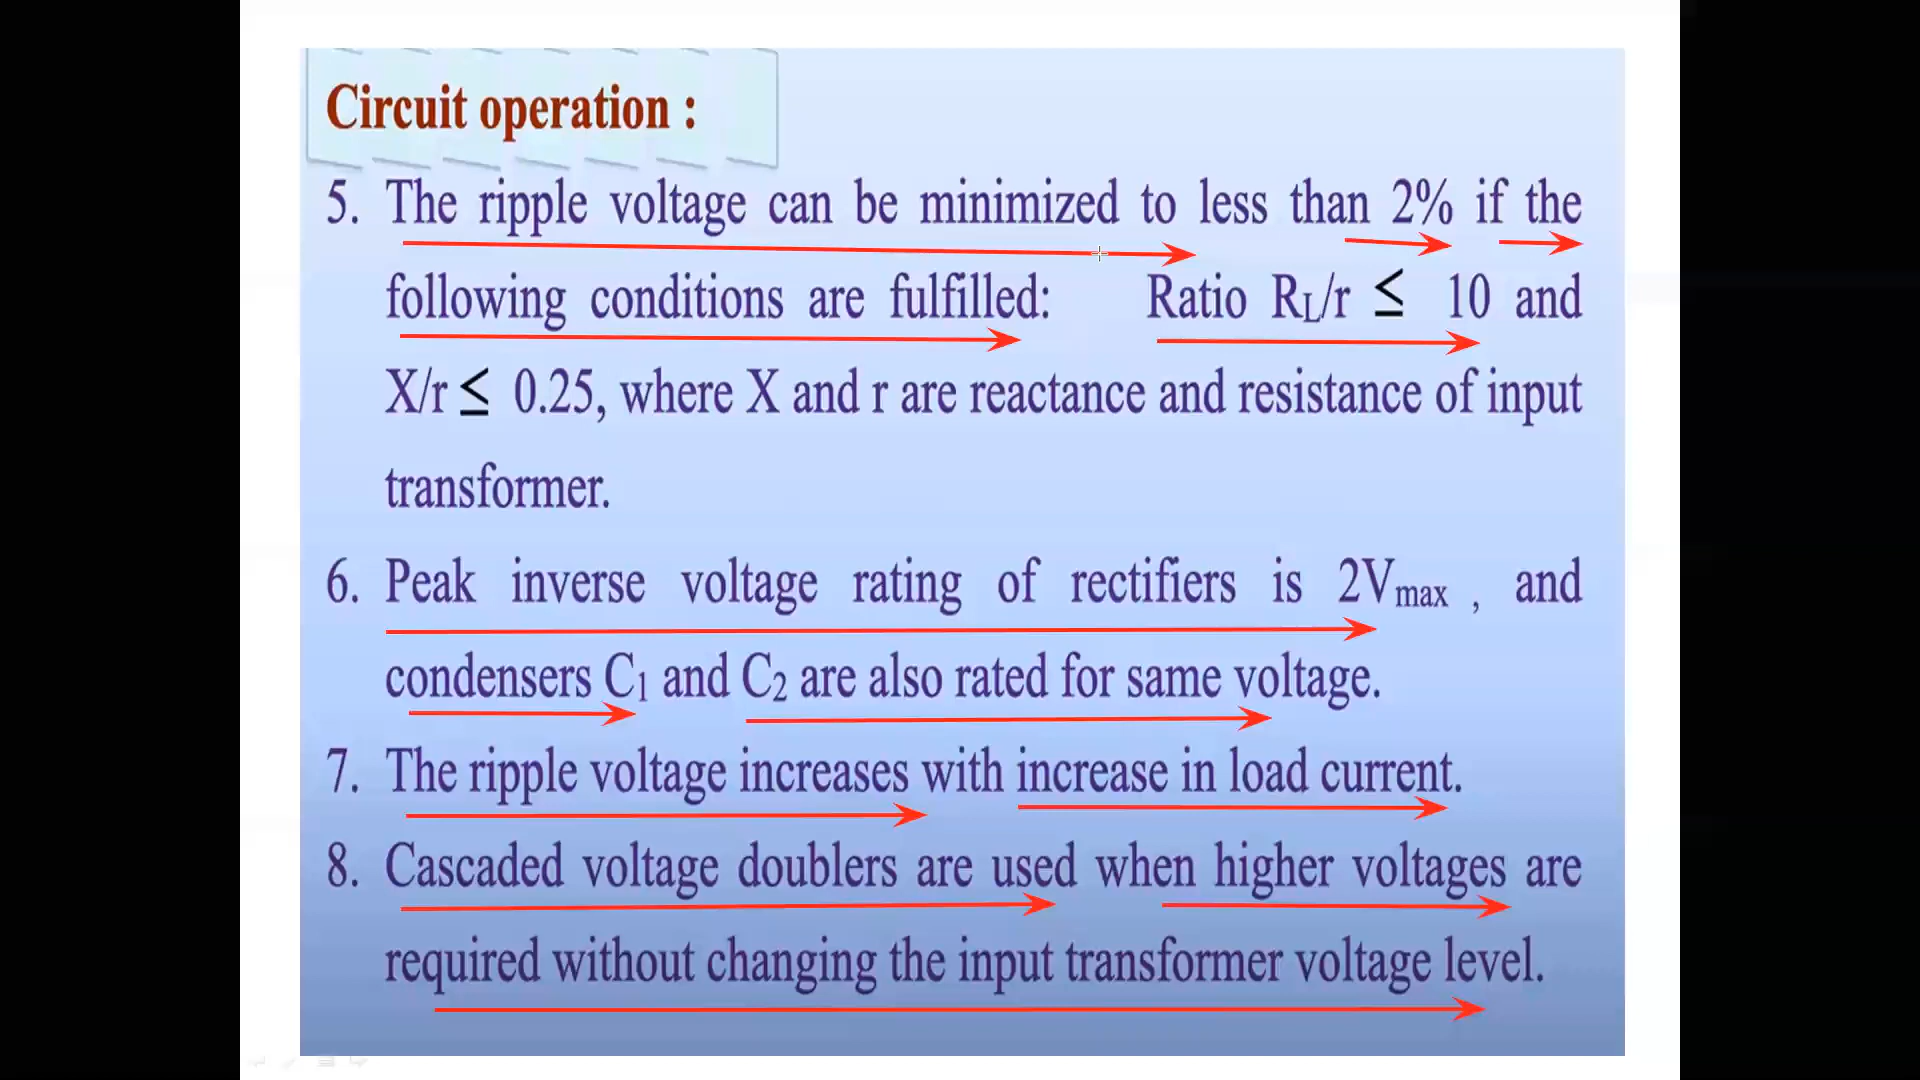 Circuit operation :
5. The ripple voltage can be minimized to less than 2% if the
following conditions are fulfilled: Ratio RL/r ≤ 10 and
X/r ≤ 0.25, where X and r are reactance and resistance of input
transformer.
6. Peak inverse voltage rating of rectifiers is 2Vmax , and
condensers C1 and C2 are also rated for same voltage.
7. The ripple voltage increases with increase in load current.
8. Cascaded voltage doublers are used when higher voltages are
required without changing the input transformer voltage level.